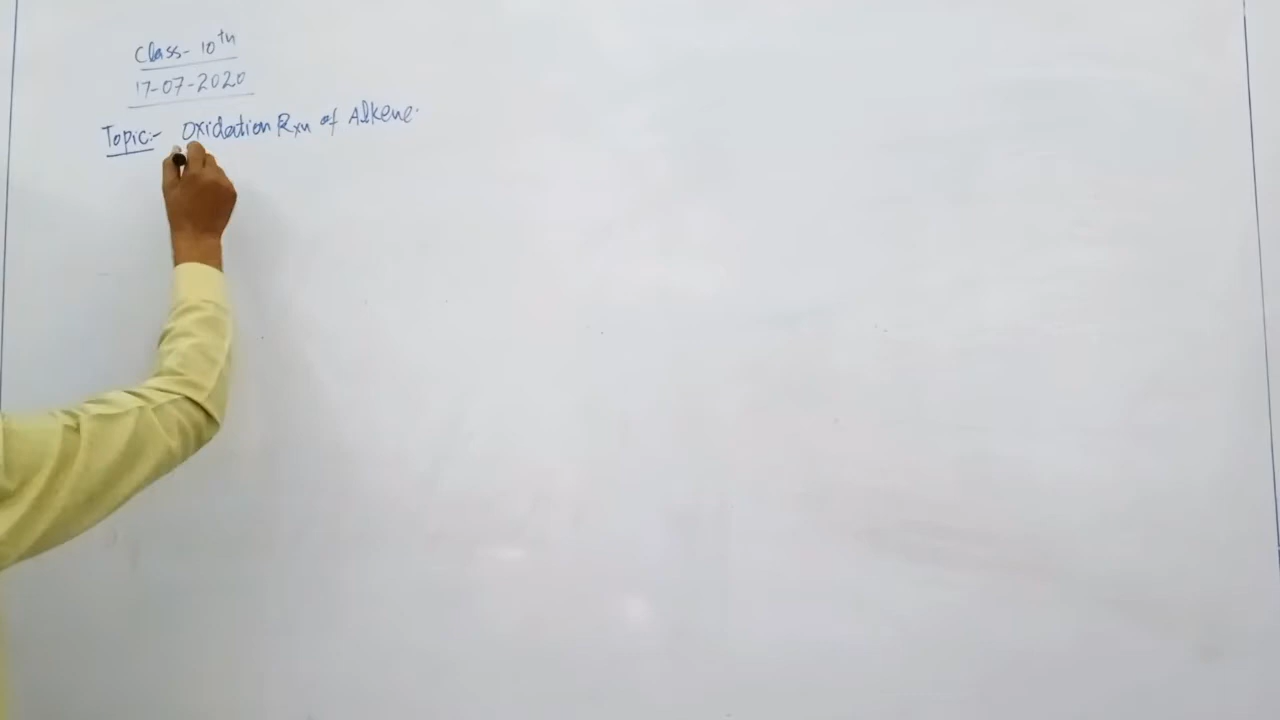 Class- 10th
17-07-2020
Topic:- Oxidation Rxn of Alkene.